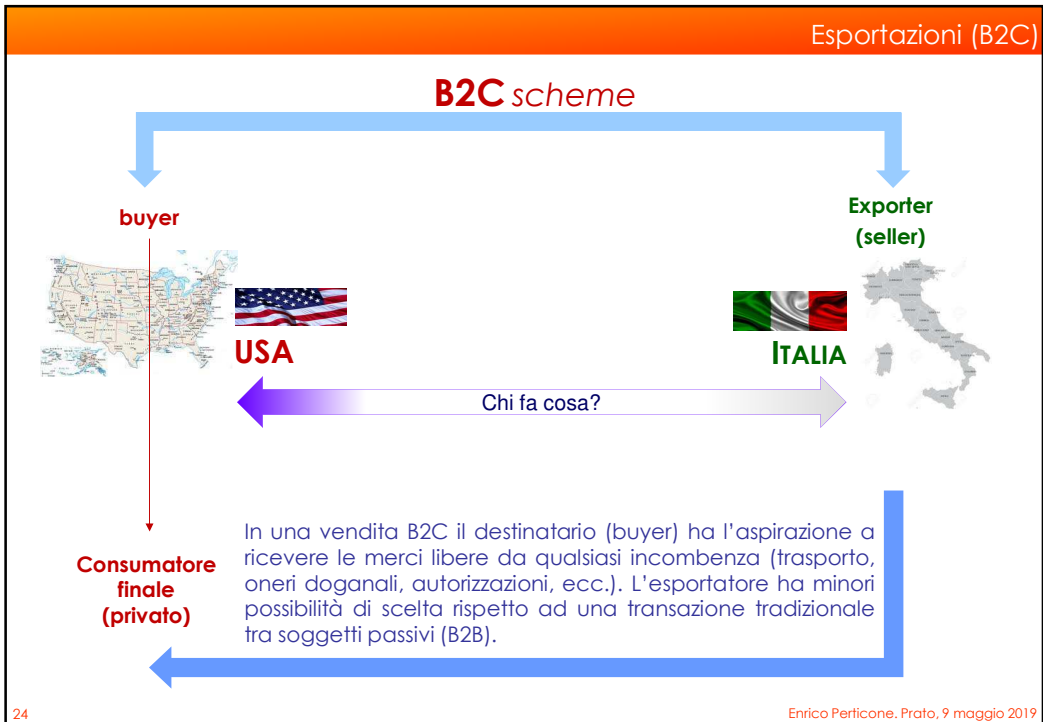 Esportazioni (B2C)
B2C scheme
buyer
Exporter
(seller)
USA
ITALIA
Chi fa cosa?
Consumatore
finale
(privato)
In una vendita B2C il destinatario (buyer) ha l’aspirazione a
ricevere le merci libere da qualsiasi incombenza (trasporto,
oneri doganali, autorizzazioni, ecc.). L’esportatore ha minori
possibilità di scelta rispetto ad una transazione tradizionale
tra soggetti passivi (B2B).
24
Enrico Perticone. Prato, 9 maggio 2019